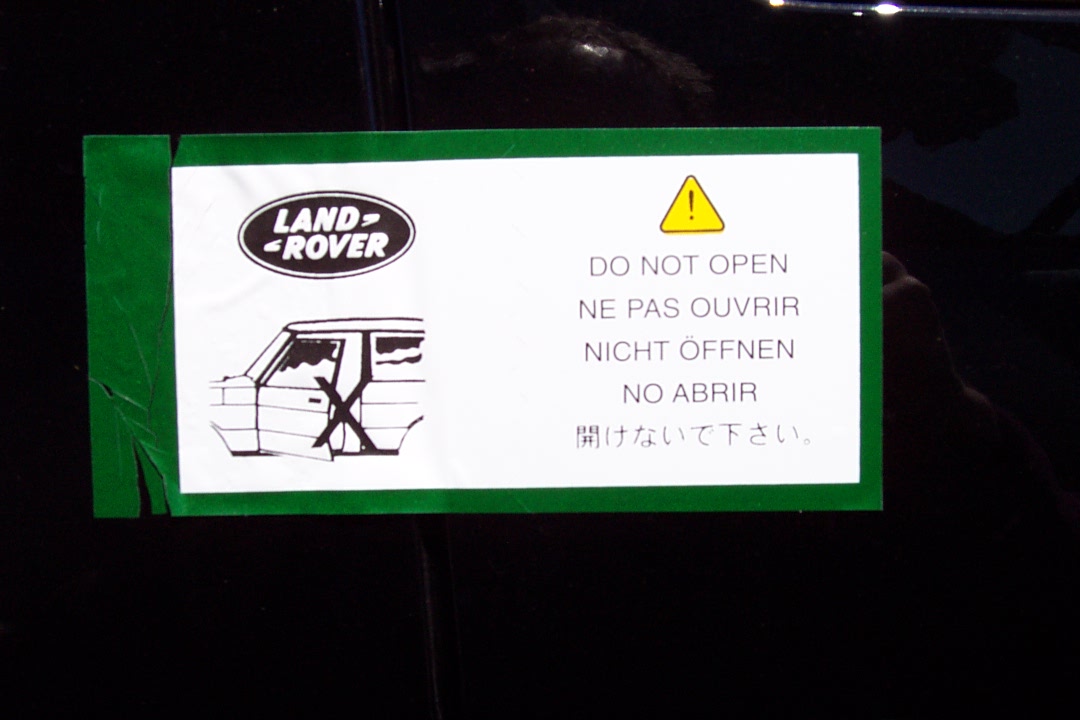 LAND
ROVER
DO NOT OPEN
NE PAS OUVRIR
NICHT ÖFFNEN
NO ABRIR
開けないで下さい。